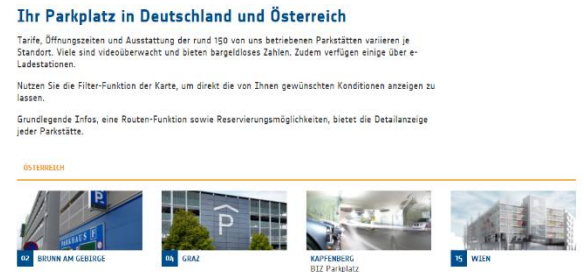 Ihr Parkplatz in Deutschland und Österreich
Tarife, Öffnungszeiten und Ausstattung der rund 150 von uns betriebenen Parkstätten variieren je
Standort. Viele sind videoüberwacht und bieten bargeldloses Zahlen. Zudem verfügen einige über e-
Ladestationen.
Nutzen Sie die Filter-Funktion der Karte, um direkt die von Ihnen gewünschten Konditionen anzeigen zu
lassen.
Grundlegende Infos, eine Routen-Funktion sowie Reservierungsmöglichkeiten, bietet die Detailanzeige
jeder Parkstätte.
ÖSTERREICH
P
PARKHAUS
P
02 BRUNN AM GEBIRGE
04 GRAZ
KAPFENBERG
BIZ Parkplatz
15 WIEN